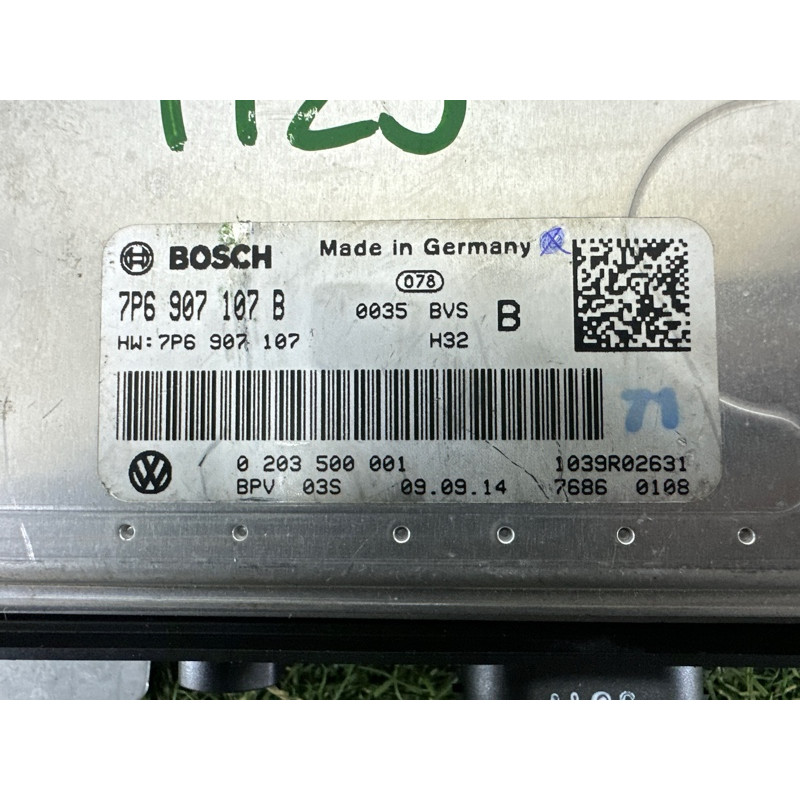 BOSCH Made in Germany
078
7P6 907 107 B 0035 BVS B
HW:7P6 907 107 H32
71
0 203 500 001 1039R02631
BPV 03S 09.09.14 7686 0108